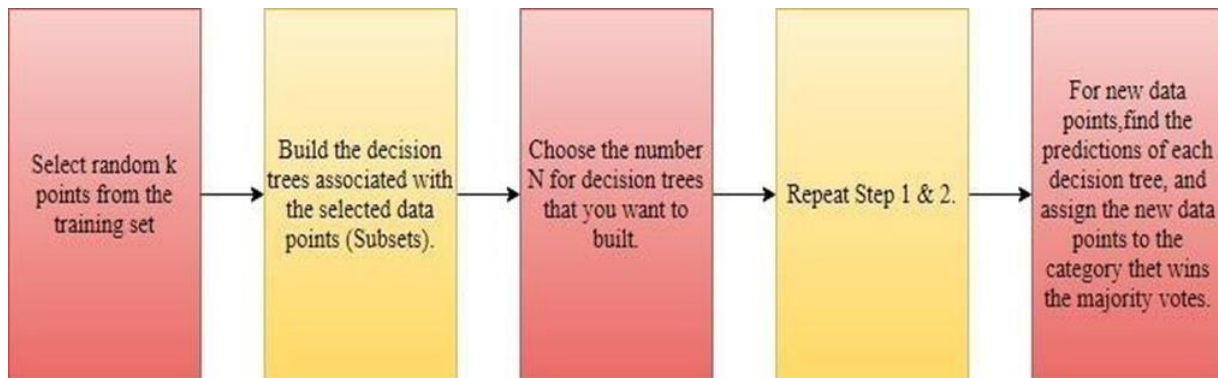 Select random k
points from the
training set
Build the decision
trees associated with
the selected data
points (Subsets).
Choose the number
N for decision trees
that you want to
built.
Repeat Step 1 & 2.
For new data
points,find the
predictions of each
decision tree, and
assign the new data
points to the
category thet wins
the majority votes.